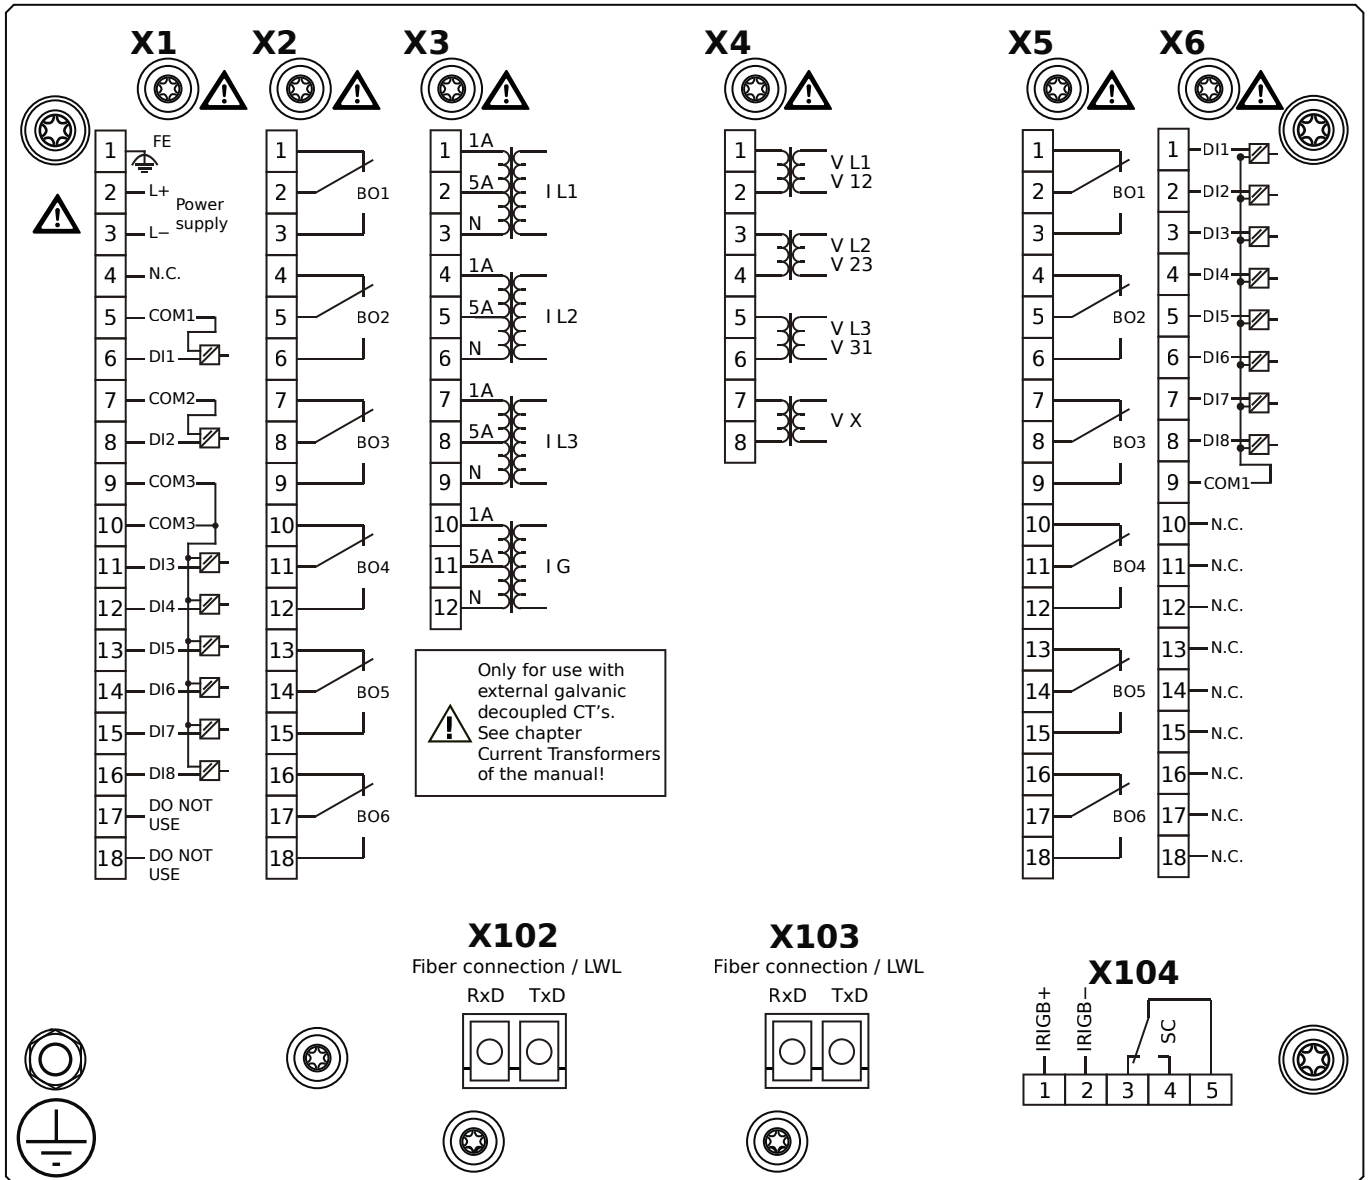 X1
X2
X3
X4
X5
X6
1 FE
2 L+
Power
supply
3 L−
4 N.C.
5 COM1
6 DI1
7 COM2
8 DI2
9 COM3
10 COM3
11 DI3
12 DI4
13 DI5
14 DI6
15 DI7
16 DI8
17 DO NOT
USE
18 DO NOT
USE
1
2 BO1
3
4
5 BO2
6
7
8 BO3
9
10
11 BO4
12
13
14 BO5
15
16
17 BO6
18
1 1A
2 5A I L1
3 N
4 1A
5 5A I L2
6 N
7 1A
8 5A I L3
9 N
10 1A
11 5A I G
12 N
Only for use with
external galvanic
decoupled CT's.
See chapter
Current Transformers
of the manual!
1
V L1
2
V 12
3
V L2
4
V 23
5
V L3
6
V 31
7
V X
8
1
2 BO1
3
4
5 BO2
6
7
8 BO3
9
10
11 BO4
12
13
14 BO5
15
16
17 BO6
18
1 DI1
2 DI2
3 DI3
4 DI4
5 DI5
6 DI6
7 DI7
8 DI8
9 COM1
10 N.C.
11 N.C.
12 N.C.
13 N.C.
14 N.C.
15 N.C.
16 N.C.
17 N.C.
18 N.C.
X102
Fiber connection / LWL
RxD TxD
X103
Fiber connection / LWL
RxD TxD
X104
IRIGB+
IRIGB−
SC
1 2 3 4 5